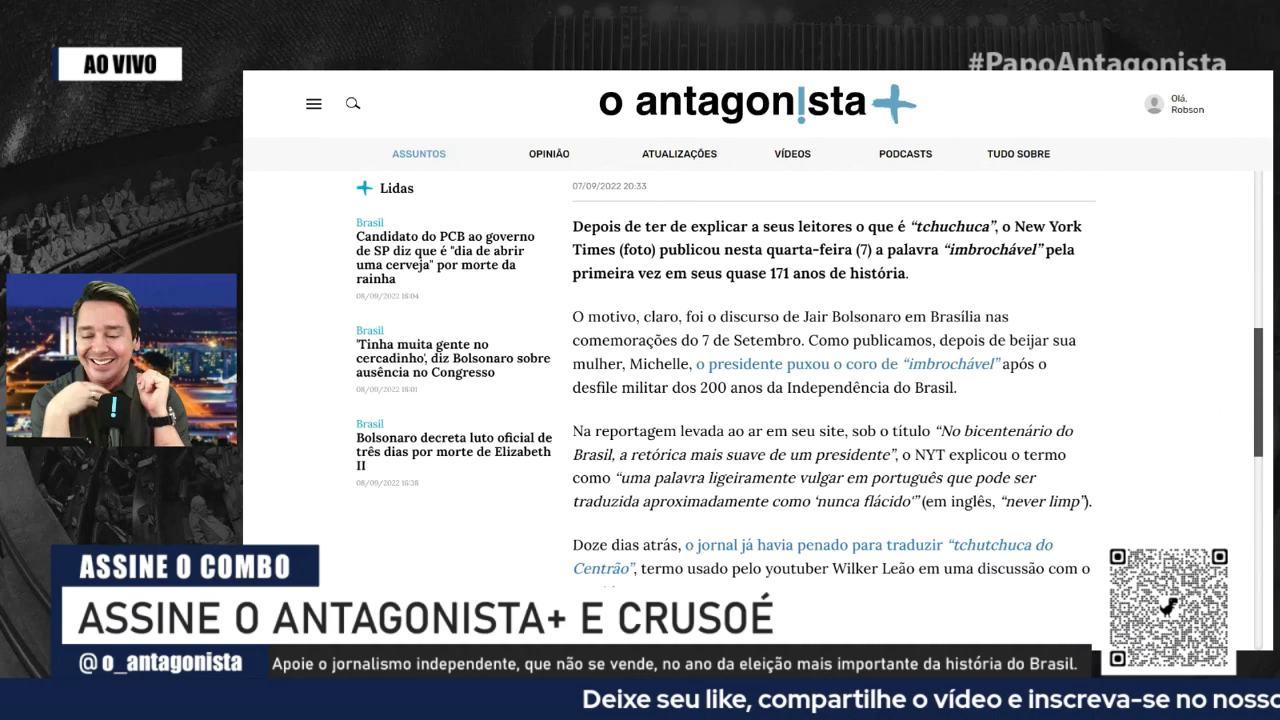 AO VIVO
#PapoAntagonista
o antagon!sta+
Olá,
Robson
ASSUNTOS OPINIÃO ATUALIZAÇÕES VÍDEOS PODCASTS TUDO SOBRE
Lidas
Brasil
Candidato do PCB ao governo
de SP diz que é "dia de abrir
uma cerveja" por morte da
rainha
08/09/2022 18:04
Brasil
'Tinha muita gente no
cercadinho', diz Bolsonaro sobre
ausência no Congresso
08/09/2022 18:01
Brasil
Bolsonaro decreta luto oficial de
três dias por morte de Elizabeth
II
08/09/2022 16:38
07/09/2022 20:33
Depois de ter de explicar a seus leitores o que é “tchuchuca”, o New York
Times (foto) publicou nesta quarta-feira (7) a palavra “imbrochável” pela
primeira vez em seus quase 171 anos de história.
O motivo, claro, foi o discurso de Jair Bolsonaro em Brasília nas
comemorações do 7 de Setembro. Como publicamos, depois de beijar sua
mulher, Michelle, o presidente puxou o coro de “imbrochável” após o
desfile militar dos 200 anos da Independência do Brasil.
Na reportagem levada ao ar em seu site, sob o título “No bicentenário do
Brasil, a retórica mais suave de um presidente”, o NYT explicou o termo
como “uma palavra ligeiramente vulgar em português que pode ser
traduzida aproximadamente como ‘nunca flácido’” (em inglês, “never limp”).
Doze dias atrás, o jornal já havia penado para traduzir “tchutchuca do
Centrão”, termo usado pelo youtuber Wilker Leão em uma discussão com o
ASSINE O COMBO
ASSINE O ANTAGONISTA+ E CRUSOÉ
@o_antagonista
Apoie o jornalismo independente, que não se vende, no ano da eleição mais importante da história do Brasil.
Deixe seu like, compartilhe o vídeo e inscreva-se no nosso